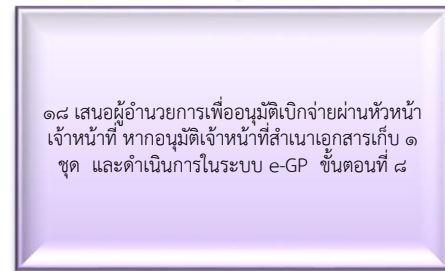 ๑๘ เสนอผู้อำนวยการเพื่ออนุมัติเบิกจ่ายผ่านหัวหน้า
เจ้าหน้าที่ หากอนุมัติเจ้าหน้าที่สำเนาเอกสารเก็บ ๑
ชุด และดำเนินการในระบบ e-GP ขั้นตอนที่ ๘